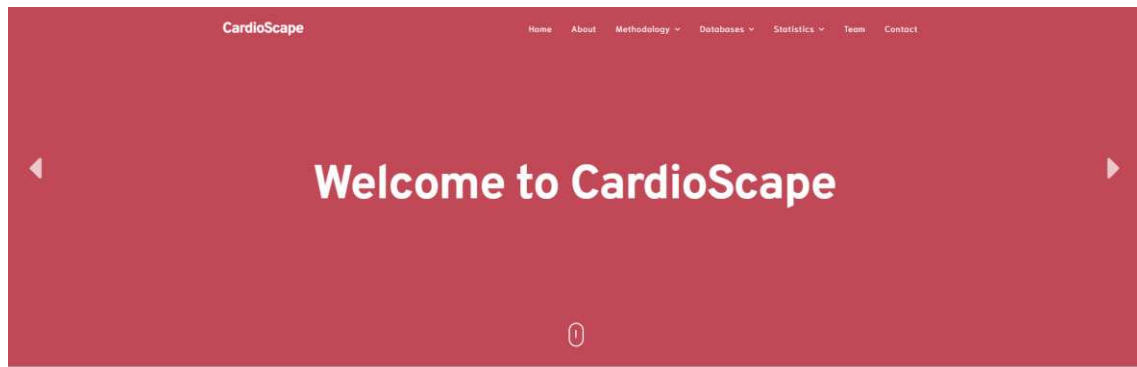 CardioScape Home About Methodology Databases Statistics Team Contact
Welcome to CardioScape